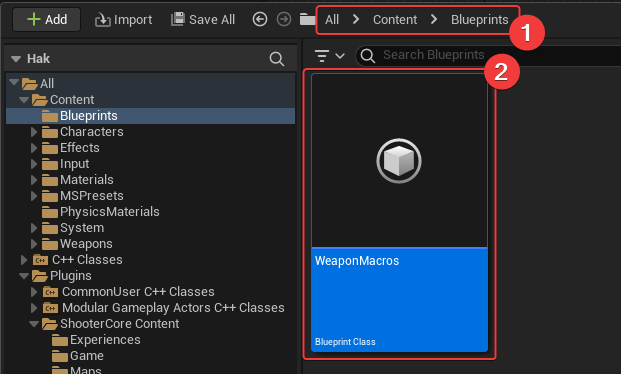 Add Import Save All All Content Blueprints
1
Hak
Search Blueprints
2
All
Content
Blueprints
Characters
Effects
Input
Materials
MSPresets
PhysicsMaterials
System
Weapons
C++ Classes
Plugins
CommonUser C++ Classes
Modular Gameplay Actors C++ Classes
ShooterCore Content
Experiences
Game
Maps
WeaponMacros
Blueprint Class